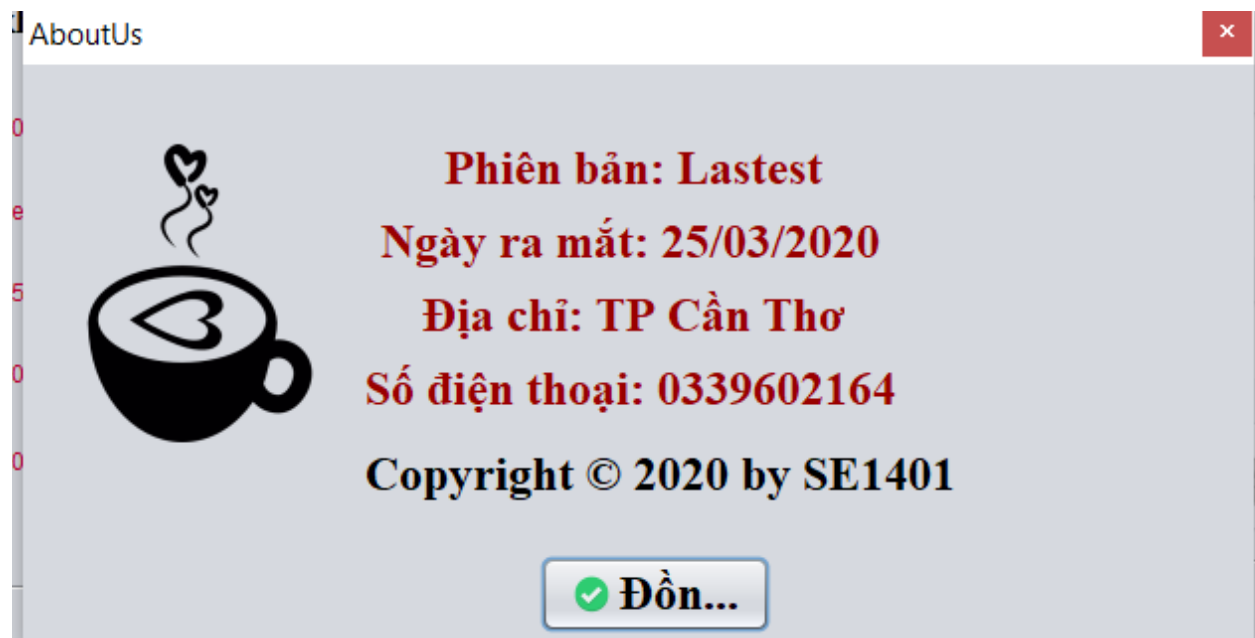 AboutUs
Phiên bản: Lastest
Ngày ra mắt: 25/03/2020
Địa chỉ: TP Cần Thơ
Số điện thoại: 0339602164
Copyright © 2020 by SE1401
Đồn...